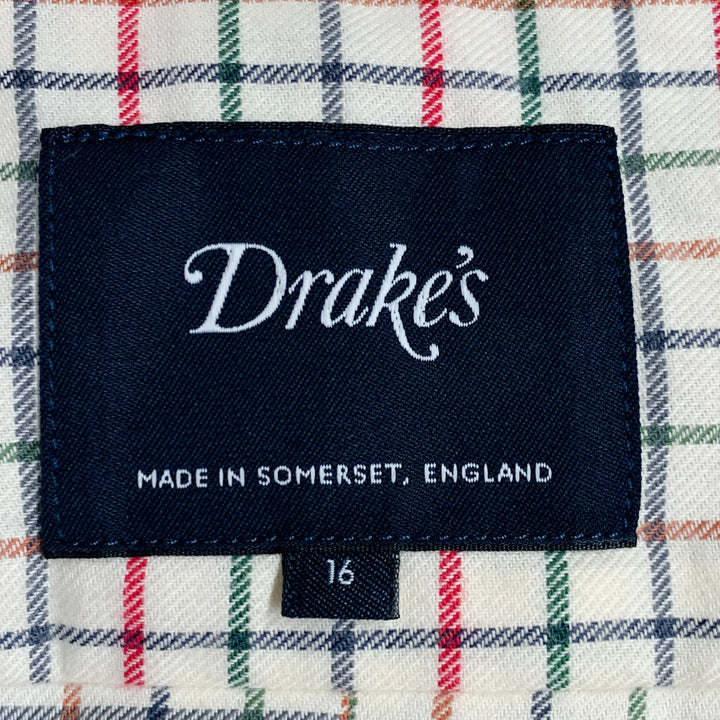 Drake's
MADE IN SOMERSET, ENGLAND
16